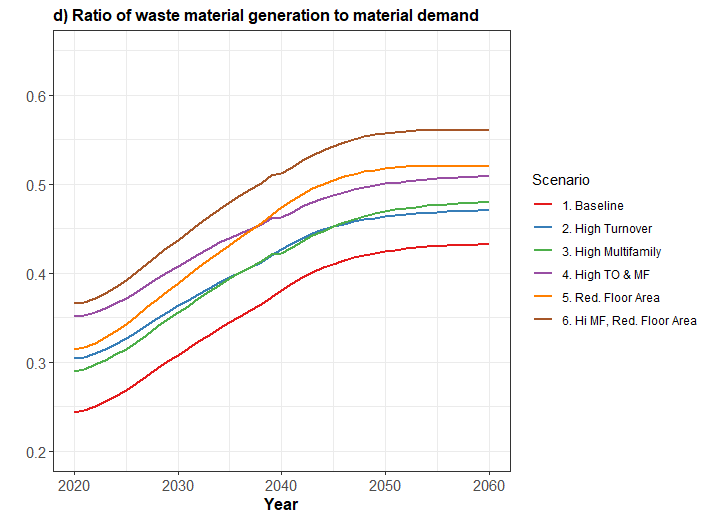 d) Ratio of waste material generation to material demand
0.6
0.5
0.4
0.3
0.2
2020 2030 2040 2050 2060
Year
Scenario
1. Baseline
2. High Turnover
3. High Multifamily
4. High TO & MF
5. Red. Floor Area
6. Hi MF, Red. Floor Area